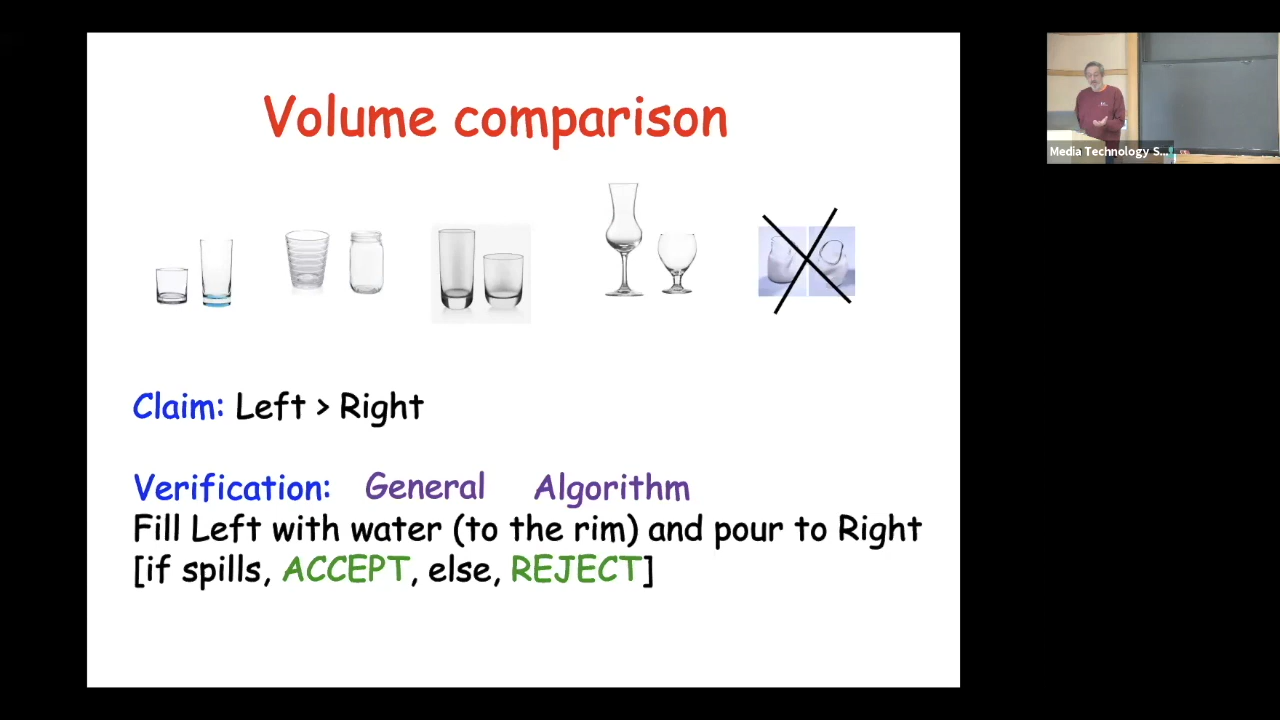 Volume comparison
Media Technology S...
Claim: Left > Right
Verification: General Algorithm
Fill Left with water (to the rim) and pour to Right
[if spills, ACCEPT, else, REJECT]